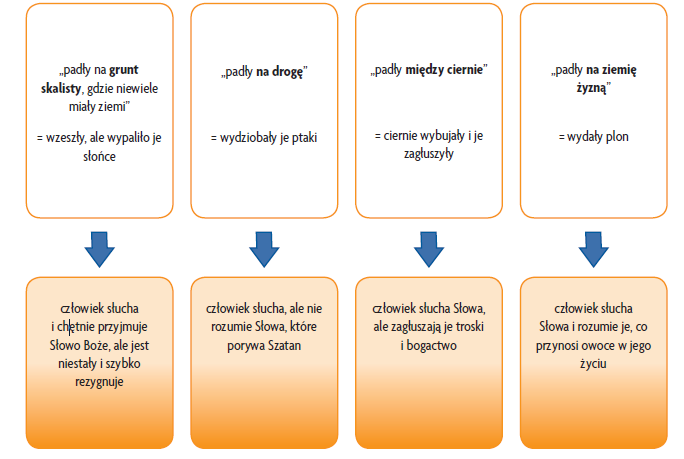 „padły na grunt
skalisty, gdzie niewiele
miały ziemi”
= wzeszły, ale wypaliło je
słońce
„padły na drogę”
= wydziobały je ptaki
„padły między ciernie”
= ciernie wybujały i je
zagłuszyły
„padły na ziemię
żyzną”
= wydały plon
człowiek słucha
i chętnie przyjmuje
Słowo Boże, ale jest
niestały i szybko
rezygnuje
człowiek słucha, ale nie
rozumie Słowa, które
porywa Szatan
człowiek słucha Słowa,
ale zagłuszają je troski
i bogactwo
człowiek słucha
Słowa i rozumie je, co
przynosi owoce w jego
życiu